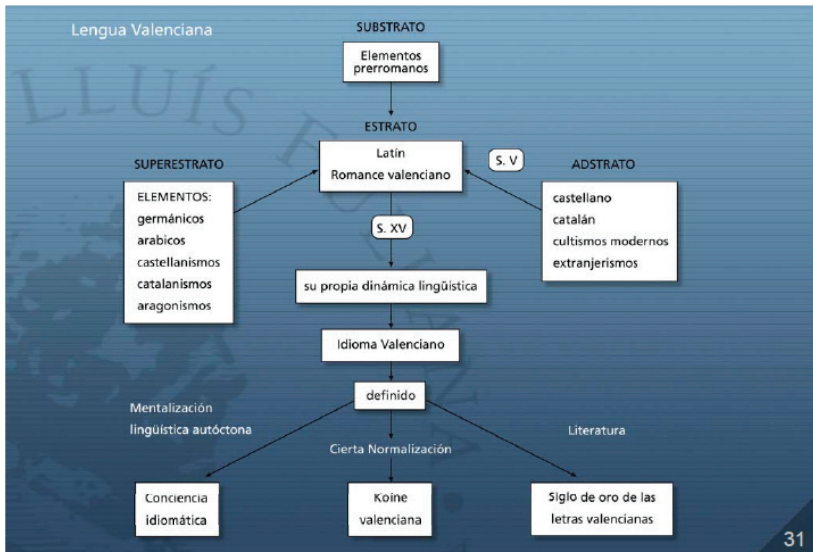 Lengua Valenciana
SUBSTRATO
Elementos
prerromanos
ESTRATO
Latín
Romance valenciano
SUPERESTRATO
ELEMENTOS:
germánicos
arabicos
castellanismos
catalanismos
aragonismos
S. V
ADSTRATO
castellano
catalán
cultismos modernos
extranjerismos
S. XV
su propia dinámica lingüística
Idioma Valenciano
definido
Mentalización
lingüística autóctona
Cierta Normalización
Literatura
Conciencia
idiomática
Koine
valenciana
Siglo de oro de las
letras valencianas
31
LLUÍS FULLANA